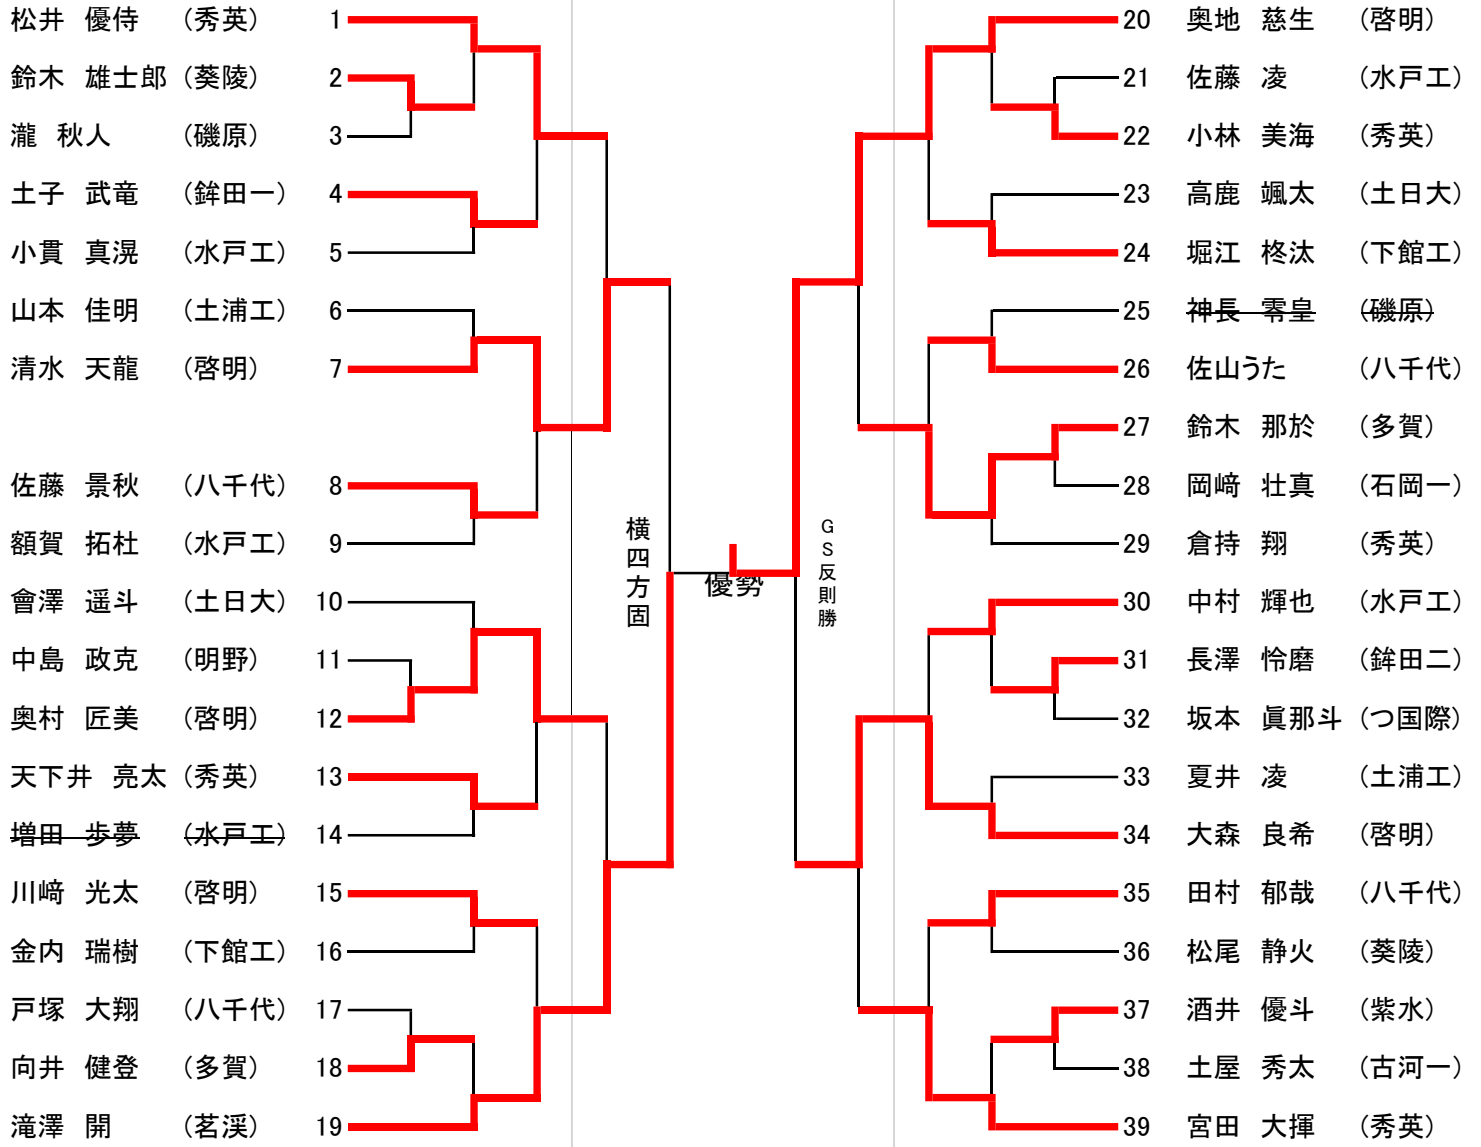 松井 優侍 (秀英) 1
鈴木 雄士郎 (葵陵) 2
瀧 秋人 (磯原) 3
土子 武竜 (鉾田一) 4
小貫 真滉 (水戸工) 5
山本 佳明 (土浦工) 6
清水 天龍 (啓明) 7
佐藤 景秋 (八千代) 8
額賀 拓杜 (水戸工) 9
會澤 遥斗 (土日大) 10
中島 政克 (明野) 11
奥村 匠美 (啓明) 12
天下井 亮太 (秀英) 13
増田 歩夢 (水戸工) 14
川﨑 光太 (啓明) 15
金内 瑞樹 (下館工) 16
戸塚 大翔 (八千代) 17
向井 健登 (多賀) 18
滝澤 開 (茗渓) 19
横四方固
優勢
GS反則勝
20 奥地 慈生 (啓明)
21 佐藤 凌 (水戸工)
22 小林 美海 (秀英)
23 高鹿 颯太 (土日大)
24 堀江 柊汰 (下館工)
25 神長 零皇 (磯原)
26 佐山うた (八千代)
27 鈴木 那於 (多賀)
28 岡﨑 壮真 (石岡一)
29 倉持 翔 (秀英)
30 中村 輝也 (水戸工)
31 長澤 怜磨 (鉾田二)
32 坂本 眞那斗 (つ国際)
33 夏井 凌 (土浦工)
34 大森 良希 (啓明)
35 田村 郁哉 (八千代)
36 松尾 静火 (葵陵)
37 酒井 優斗 (紫水)
38 土屋 秀太 (古河一)
39 宮田 大揮 (秀英)